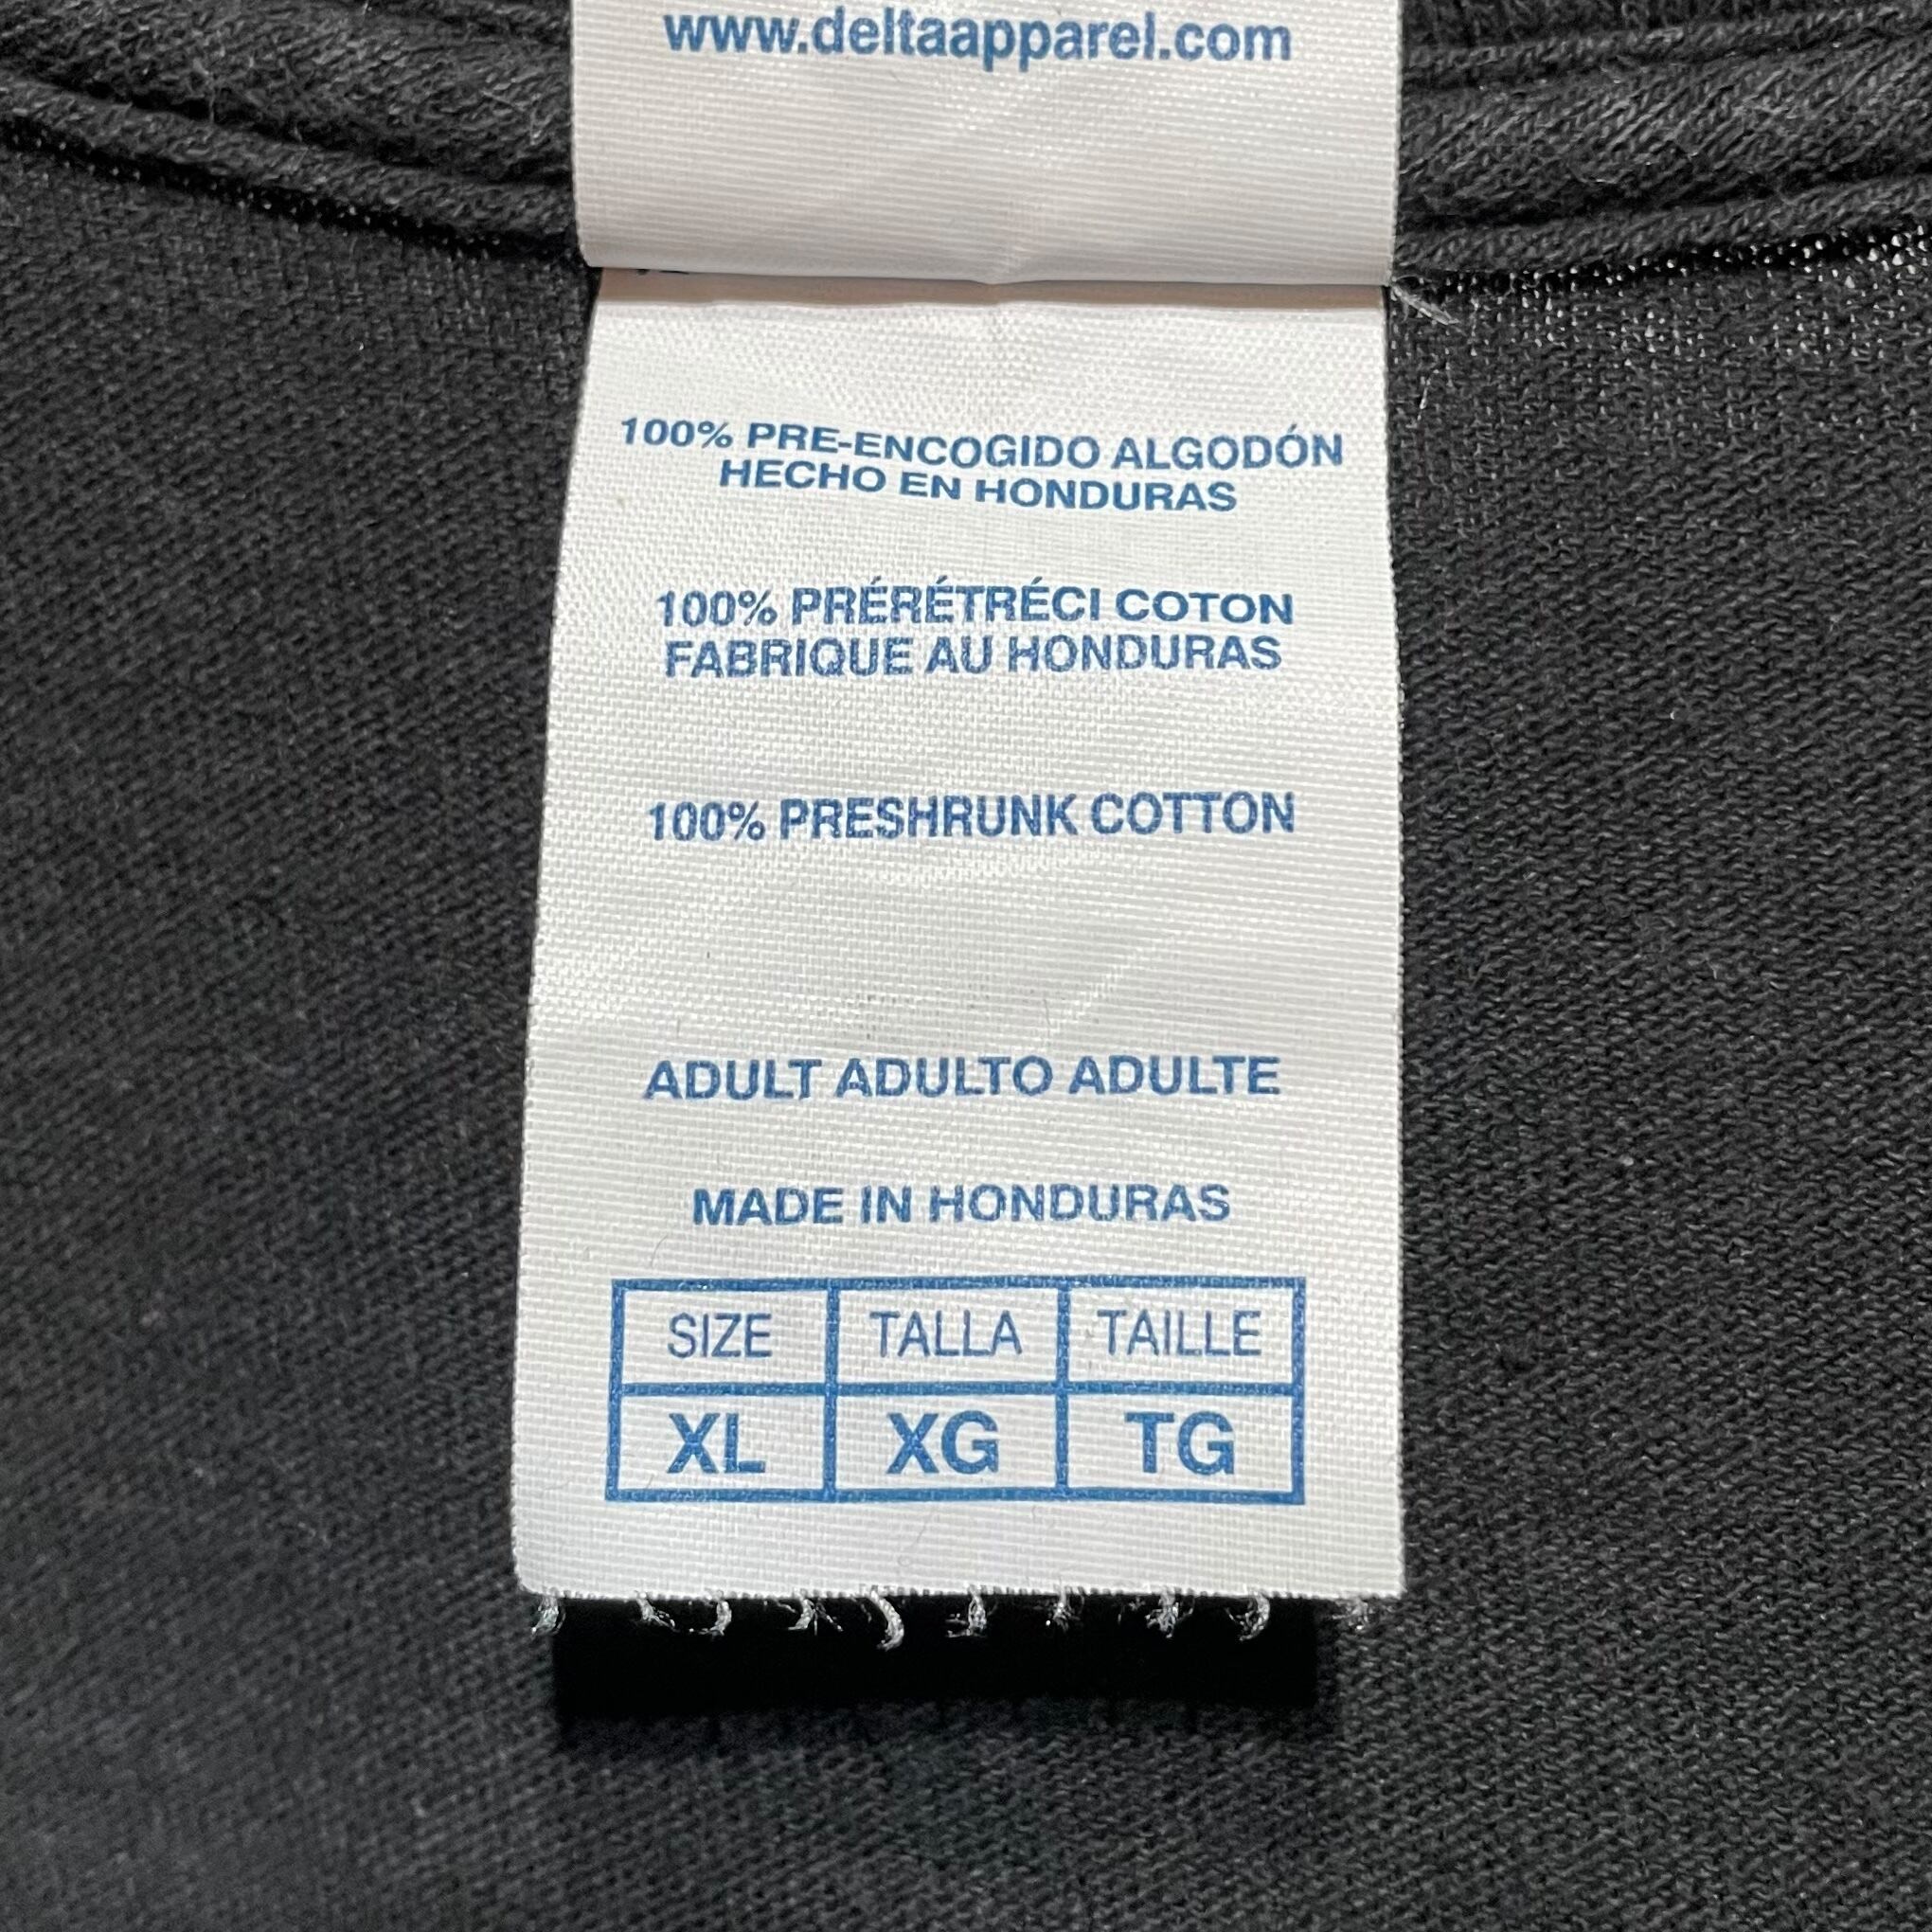 www.deltaapparel.com
100% PRE-ENCOGIDO ALGODÓN
HECHO EN HONDURAS
100% PRÉRÉTRÉCI COTON
FABRIQUE AU HONDURAS
100% PRESHRUNK COTTON
ADULT ADULTO ADULTE
MADE IN HONDURAS
SIZE TALLA TAILLE
XL XG TG